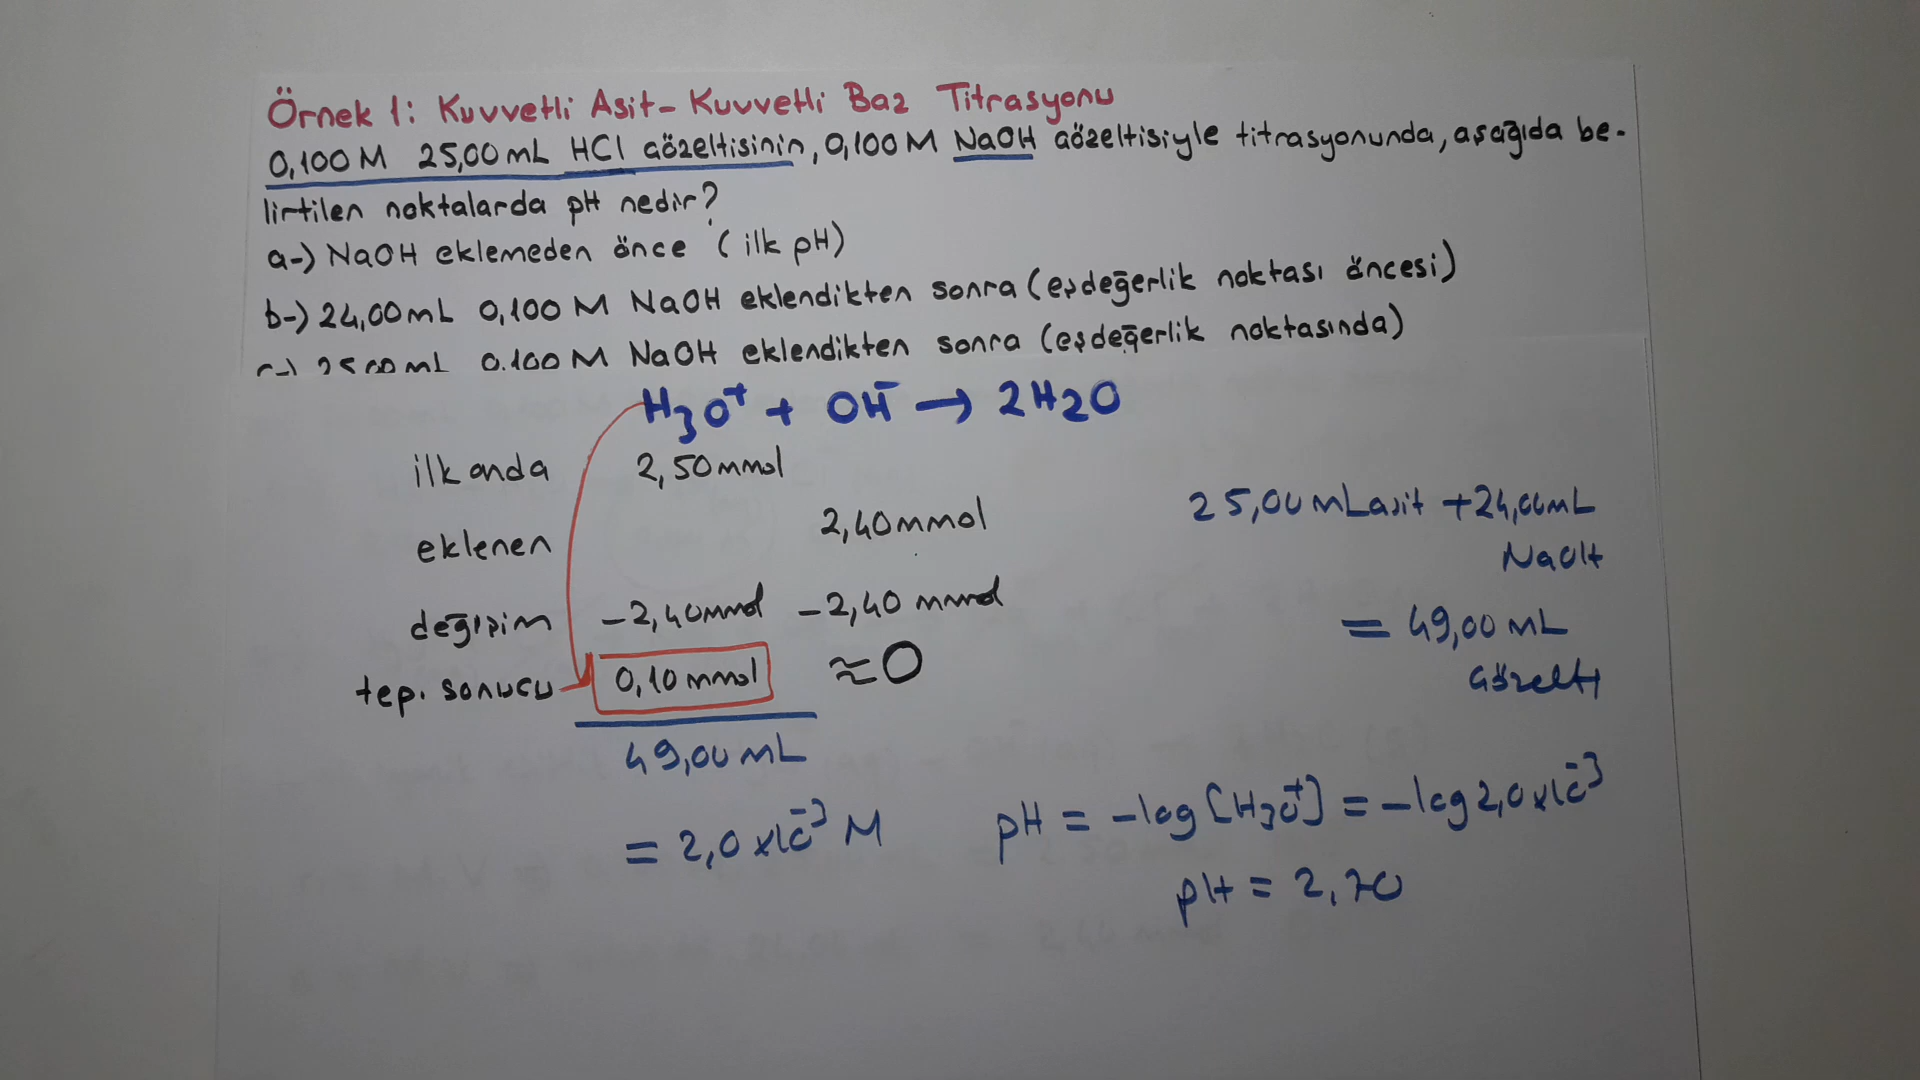 Örnek 1: Kuvvetli Asit-Kuvvetli Baz Titrasyonu
0,100 M 25,00 mL HCl çözeltisinin, 0,100 M NaOH çözeltisiyle titrasyonunda, aşağıda be-
lirtilen noktalarda pH nedir?
a-) NaOH eklemeden önce (ilk pH)
b-) 24,00 mL 0,100 M NaOH eklendikten sonra (eşdeğerlik noktası öncesi)
c-) 25,00 mL 0.100 M NaOH eklendikten sonra (eşdeğerlik noktasında)
H3O+ + OH- → 2H2O
ilk anda 2,50 mmol
eklenen 2,40 mmol
değişim -2,40 mmol -2,40 mmol
tep. sonucu 0,10 mmol ≈0
49,00 mL
= 2,0 x 10-3 M
25,00 mL asit + 24,00 mL
NaOH
= 49,00 mL
çözelti
pH = -log [H3O+] = -log 2,0 x 10-3
pH = 2,70